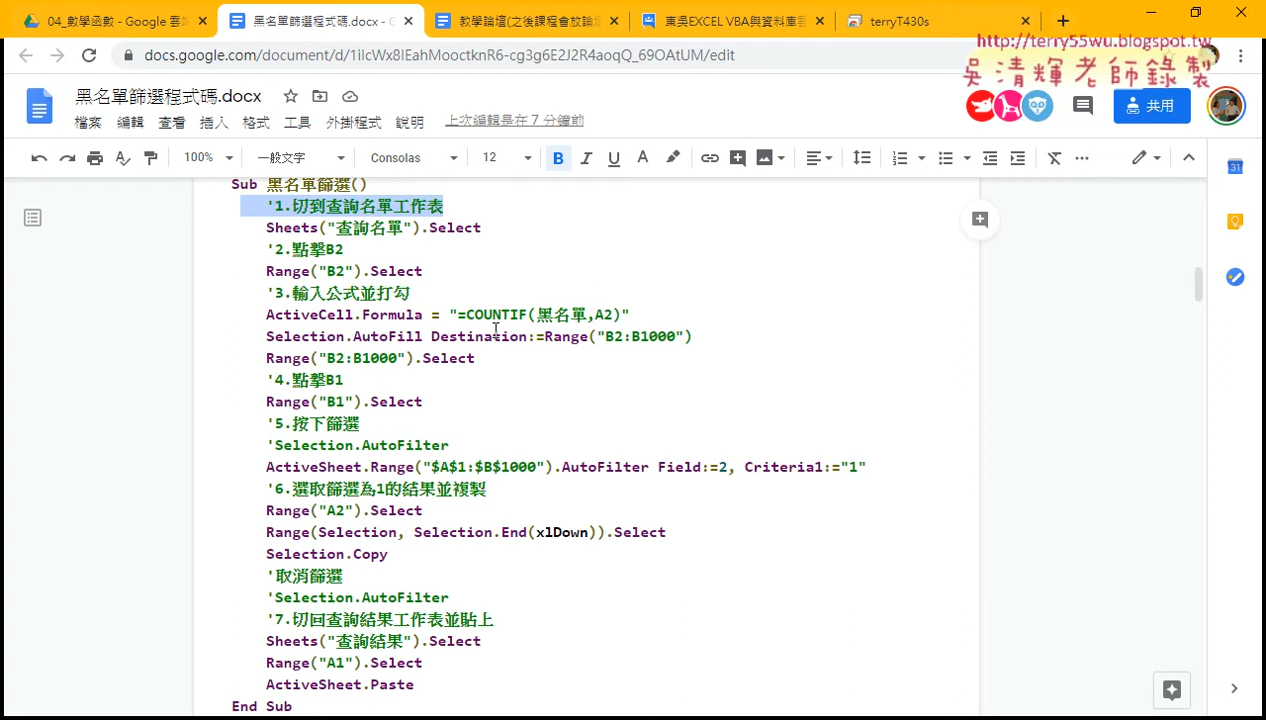 04_數學函數 - Google 雲端
黑名單篩選程式碼.docx - G
教學論壇(之後課程會放論
東吳EXCEL VBA與資料庫雲
terryT430s
docs.google.com/document/d/1ilcWx8lEahMooctknR6-cg3g6E2J2R4aoqQ_69OAtUM/edit
http://terry55wu.blogspot.tw
吳清輝老師錄製
黑名單篩選程式碼.docx
檔案 編輯 查看 插入 格式 工具 外掛程式 說明 上次編輯是在 7 分鐘前
共用
100% 一般文字 Consolas 12 B I U A
31
Sub 黑名單篩選()
'1.切到查詢名單工作表
Sheets("查詢名單").Select
'2.點擊B2
Range("B2").Select
'3.輸入公式並打勾
ActiveCell.Formula = "=COUNTIF(黑名單,A2)"
Selection.AutoFill Destination:=Range("B2:B1000")
Range("B2:B1000").Select
'4.點擊B1
Range("B1").Select
'5.按下篩選
'Selection.AutoFilter
ActiveSheet.Range("$A$1:$B$1000").AutoFilter Field:=2, Criteria1:="1"
'6.選取篩選為1的結果並複製
Range("A2").Select
Range(Selection, Selection.End(xlDown)).Select
Selection.Copy
'取消篩選
'Selection.AutoFilter
'7.切回查詢結果工作表並貼上
Sheets("查詢結果").Select
Range("A1").Select
ActiveSheet.Paste
End Sub